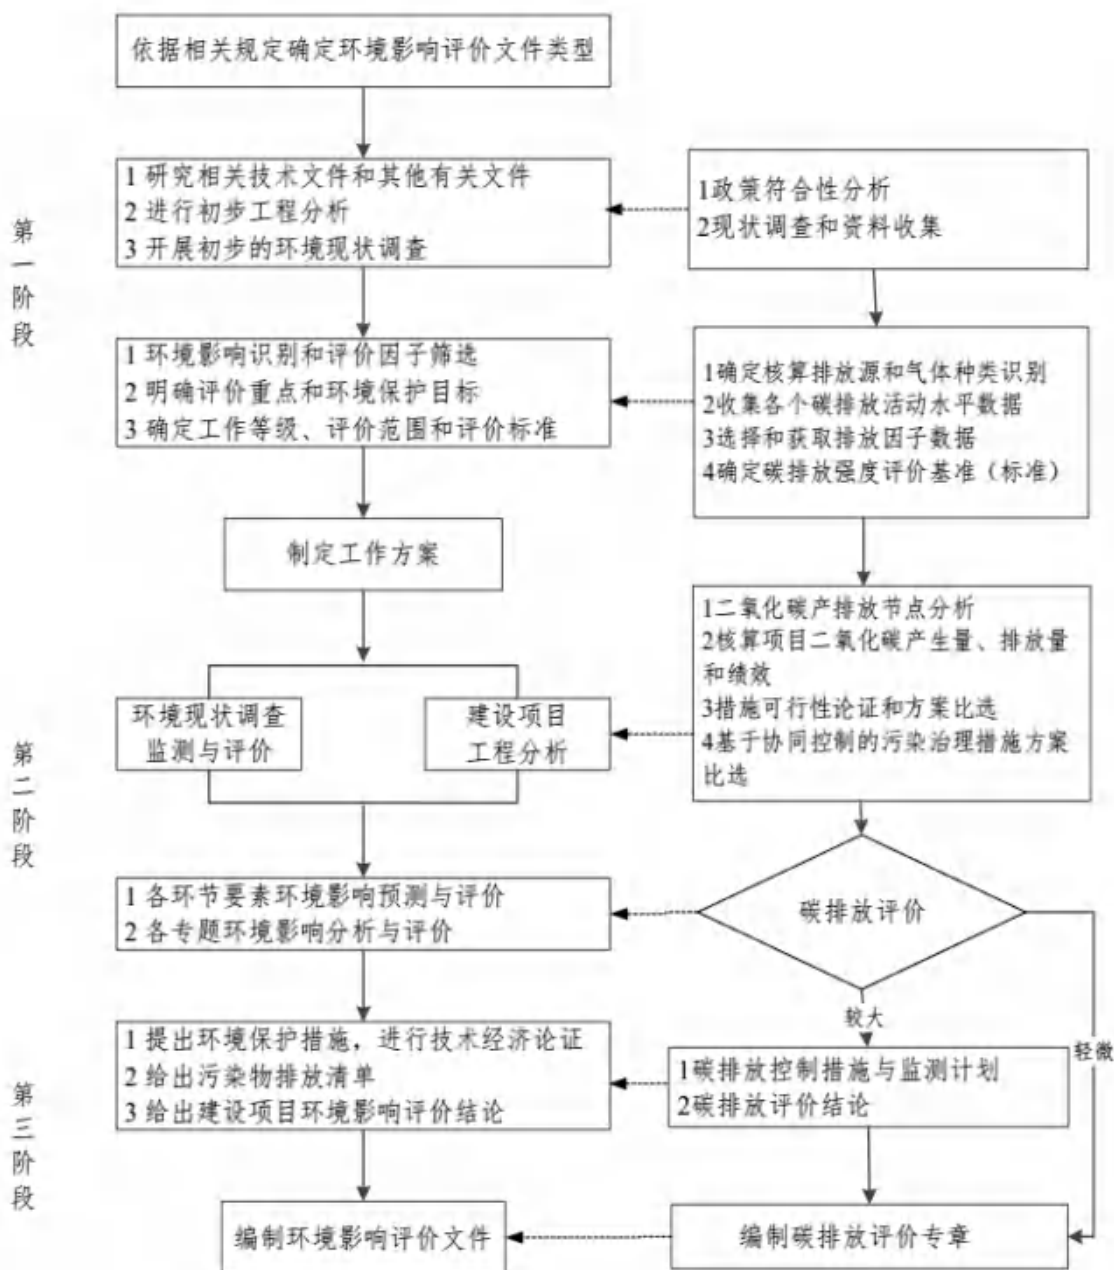 依据相关规定确定环境影响评价文件类型
第一阶段
1 研究相关技术文件和其他有关文件
2 进行初步工程分析
3 开展初步的环境现状调查
1政策符合性分析
2现状调查和资料收集
1 环境影响识别和评价因子筛选
2 明确评价重点和环境保护目标
3 确定工作等级、评价范围和评价标准
1确定核算排放源和气体种类识别
2收集各个碳排放活动水平数据
3选择和获取排放因子数据
4确定碳排放强度评价基准（标准）
制定工作方案
第二阶段
环境现状调查
监测与评价
建设项目
工程分析
1二氧化碳产排放节点分析
2核算项目二氧化碳产生量、排放量
和绩效
3措施可行性论证和方案比选
4基于协同控制的污染治理措施方案
比选
1 各环节要素环境影响预测与评价
2 各专题环境影响分析与评价
碳排放评价
较大
轻微
第三阶段
1 提出环境保护措施，进行技术经济论证
2 给出污染物排放清单
3 给出建设项目环境影响评价结论
1碳排放控制措施与监测计划
2碳排放评价结论
编制环境影响评价文件
编制碳排放评价专章